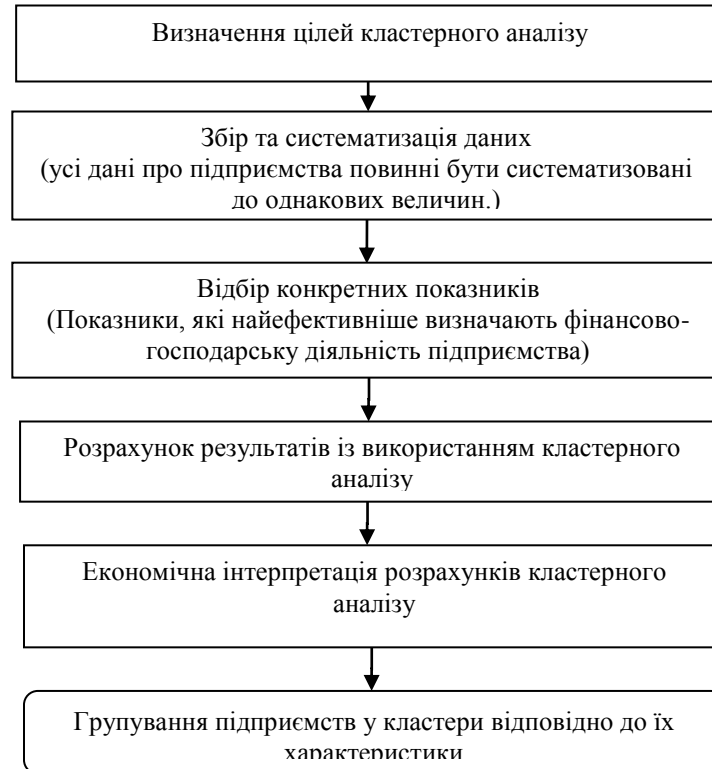 Визначення цілей кластерного аналізу
Збір та систематизація даних
(усі дані про підприємства повинні бути систематизовані
до однакових величин.)
Відбір конкретних показників
(Показники, які найефективніше визначають фінансово-
господарську діяльність підприємства)
Розрахунок результатів із використанням кластерного
аналізу
Економічна інтерпретація розрахунків кластерного
аналізу
Групування підприємств у кластери відповідно до їх
характеристики